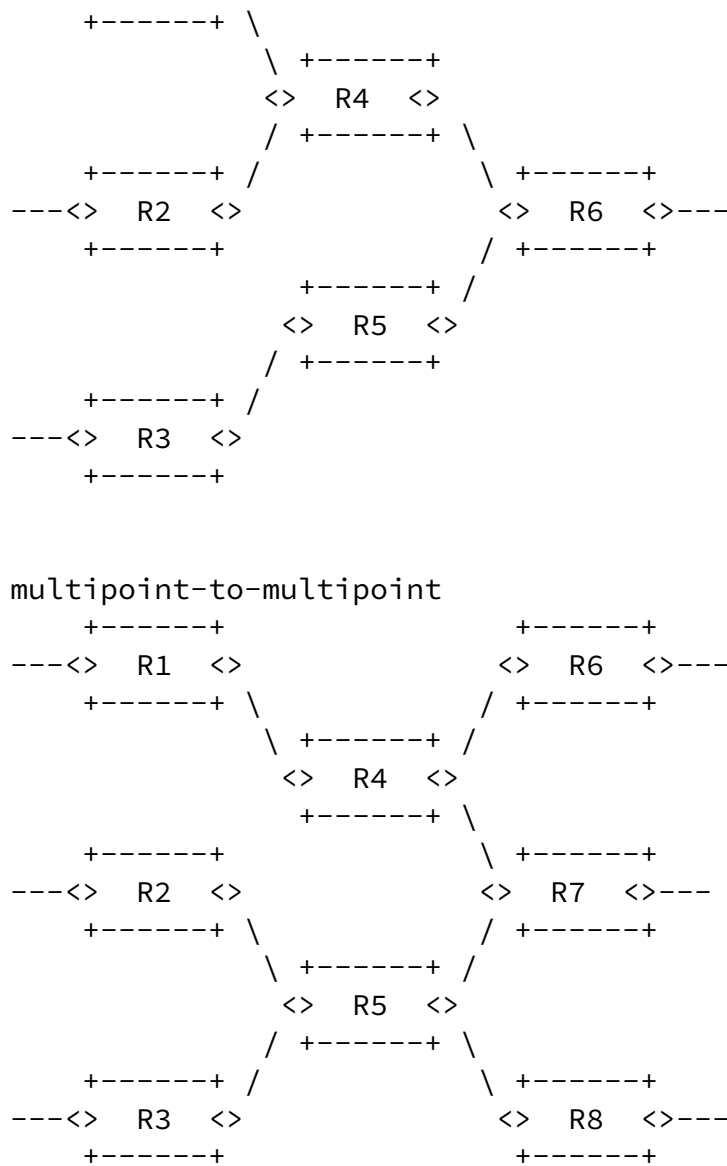 +------+ \
              \ +------+
              <>  R4  <>
              / +------+ \
    +------+ /            \ +------+
---<>  R2  <>              <>  R6  <>---
    +------+              / +------+
                +------+ /
               <>  R5  <>
              / +------+
    +------+ /
---<>  R3  <>
    +------+
multipoint-to-multipoint
    +------+                +------+
---<>  R1  <>              <>  R6  <>---
    +------+ \            / +------+
              \ +------+ /
               <>  R4  <>
                +------+ \
    +------+              \ +------+
---<>  R2  <>             <>  R7  <>---
    +------+ \            / +------+
              \ +------+ /
               <>  R5  <>
              / +------+ \
    +------+ /            \ +------+
---<>  R3  <>              <>  R8  <>---
    +------+                +------+